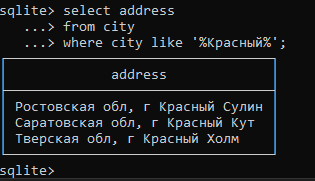 sqlite> select address
...> from city
...> where city like '%Красный%';
address
Ростовская обл, г Красный Сулин
Саратовская обл, г Красный Кут
Тверская обл, г Красный Холм
sqlite>